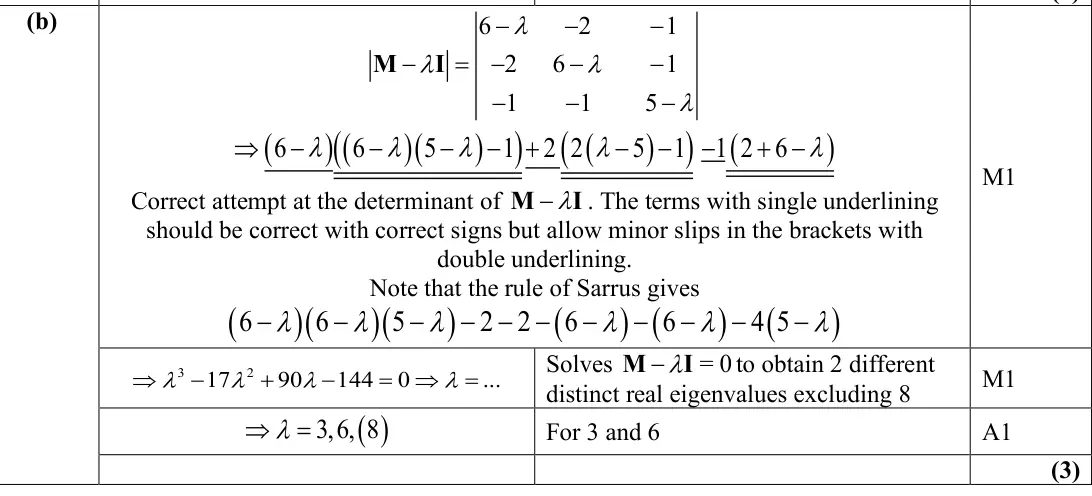 (b)
|M − λI| = | 6 − λ −2 −1 |
| −2 6 − λ −1 |
| −1 −1 5 − λ |
⇒ (6 − λ)((6 − λ)(5 − λ) − 1) + 2(2(λ − 5) − 1) − 1(2 + 6 − λ)
M1
Correct attempt at the determinant of M − λI. The terms with single underlining
should be correct with correct signs but allow minor slips in the brackets with
double underlining.
Note that the rule of Sarrus gives
(6 − λ)(6 − λ)(5 − λ) − 2 − 2 − (6 − λ) − (6 − λ) − 4(5 − λ)
⇒ λ³ − 17λ² + 90λ − 144 = 0 ⇒ λ = ...
Solves M − λI = 0 to obtain 2 different
distinct real eigenvalues excluding 8
M1
⇒ λ = 3, 6, (8)
For 3 and 6
A1
(3)